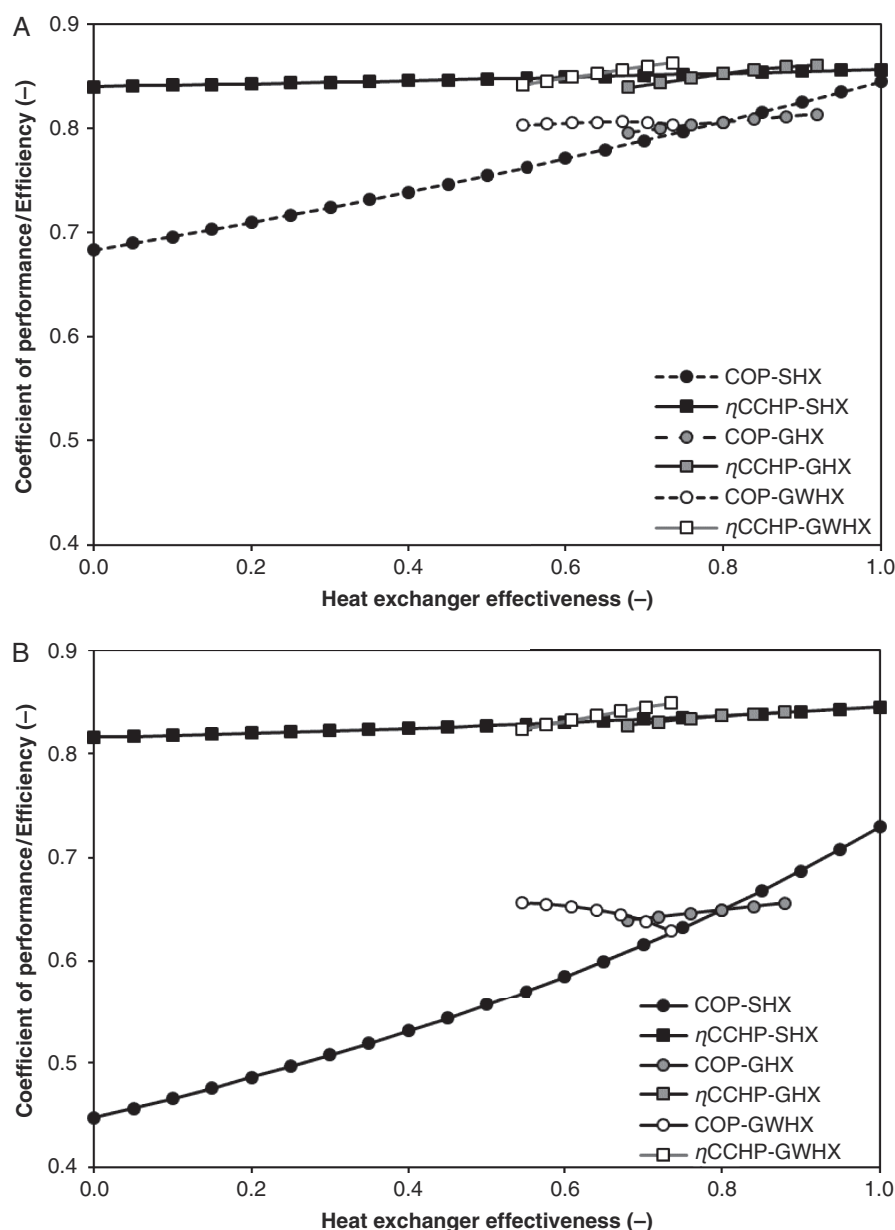 A
Coefficient of performance/Efficiency (–)
0.9
0.8
0.7
0.6
0.5
0.4
COP-SHX
ηCCHP-SHX
COP-GHX
ηCCHP-GHX
COP-GWHX
ηCCHP-GWHX
0.0 0.2 0.4 0.6 0.8 1.0
Heat exchanger effectiveness (–)
B
Coefficient of performance/Efficiency (–)
0.9
0.8
0.7
0.6
0.5
0.4
COP-SHX
ηCCHP-SHX
COP-GHX
ηCCHP-GHX
COP-GWHX
ηCCHP-GWHX
0.0 0.2 0.4 0.6 0.8 1.0
Heat exchanger effectiveness (–)